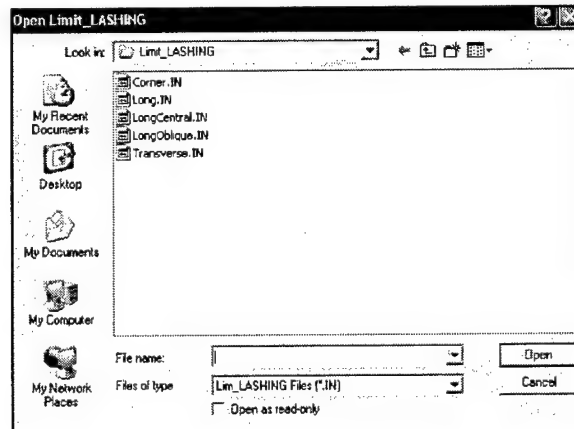 Open Limit_LASHING
Look in: Limt_LASHING
Corner.IN
Long.IN
LongCentral.IN
LongOblique.IN
Transverse.IN
My Recent
Documents
Desktop
My Documents
My Computer
My Network
Places
File name:
Open
Files of type
Lim_LASHING Files (*.IN)
Cancel
Open as read-only